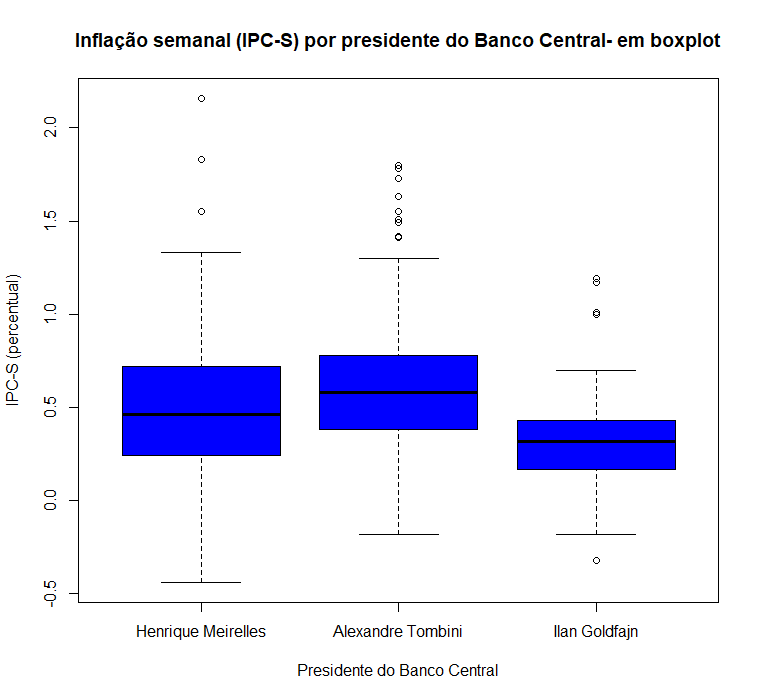 Inflação semanal (IPC-S) por presidente do Banco Central- em boxplot
IPC-S (percentual)
2.0
1.5
1.0
0.5
0.0
-0.5
Henrique Meirelles
Alexandre Tombini
Ilan Goldfajn
Presidente do Banco Central